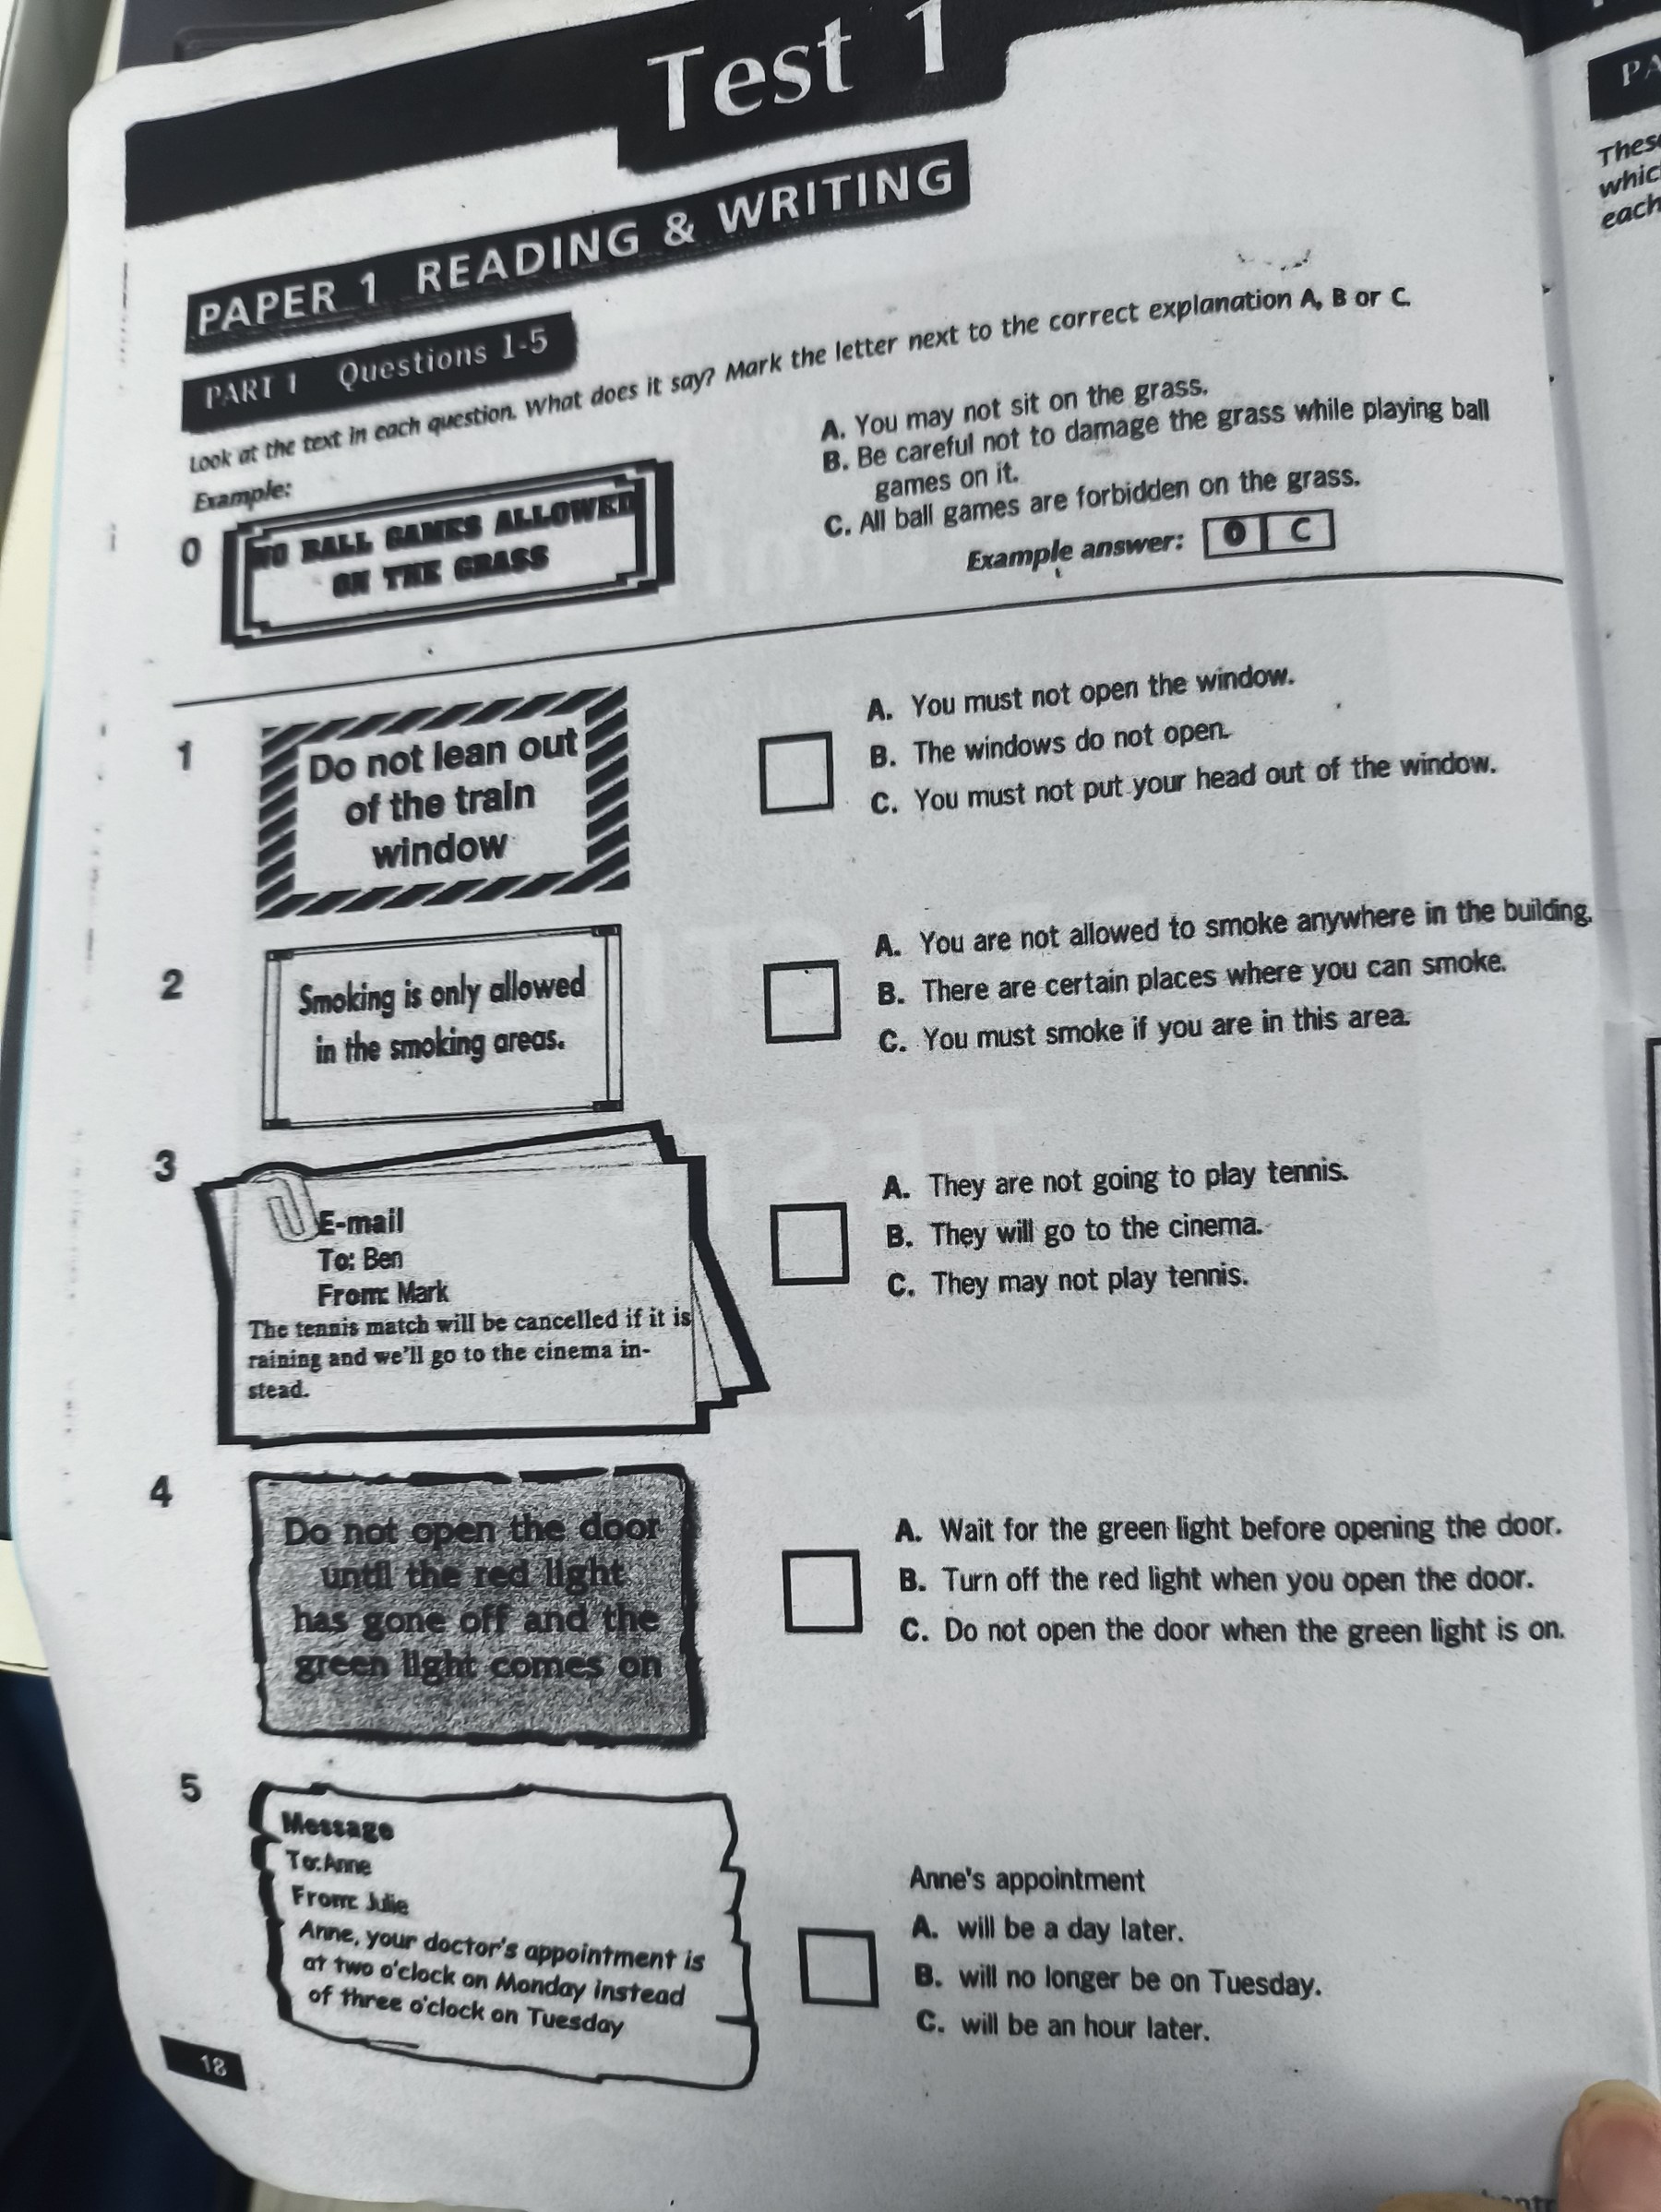 Test 1
PAPER 1 READING & WRITING
PART 1 Questions 1-5
Look at the text in each question. What does it say? Mark the letter next to the correct explanation A, B or C.
Example:
0
NO BALL GAMES ALLOWED
ON THE GRASS
A. You may not sit on the grass.
B. Be careful not to damage the grass while playing ball
games on it.
C. All ball games are forbidden on the grass.
Example answer: 0 C
1
Do not lean out
of the train
window
A. You must not open the window.
B. The windows do not open.
C. You must not put your head out of the window.
2
Smoking is only allowed
in the smoking areas.
A. You are not allowed to smoke anywhere in the building.
B. There are certain places where you can smoke.
C. You must smoke if you are in this area.
3
E-mail
To: Ben
From: Mark
The tennis match will be cancelled if it is
raining and we'll go to the cinema in-
stead.
A. They are not going to play tennis.
B. They will go to the cinema.
C. They may not play tennis.
4
Do not open the door
until the red light
has gone off and the
green light comes on
A. Wait for the green light before opening the door.
B. Turn off the red light when you open the door.
C. Do not open the door when the green light is on.
5
Message
To: Anne
From: Julie
Anne, your doctor's appointment is
at two o'clock on Monday instead
of three o'clock on Tuesday
Anne's appointment
A. will be a day later.
B. will no longer be on Tuesday.
C. will be an hour later.
18
PA
These
whic
each